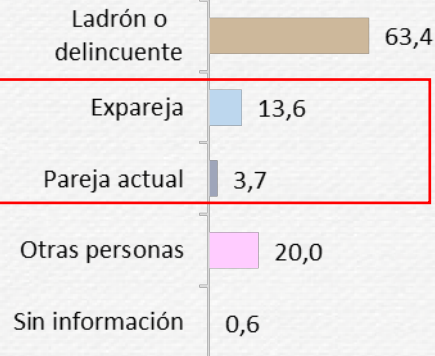 Ladrón o
delincuente
63,4
Expareja
13,6
Pareja actual
3,7
Otras personas
20,0
Sin información
0,6